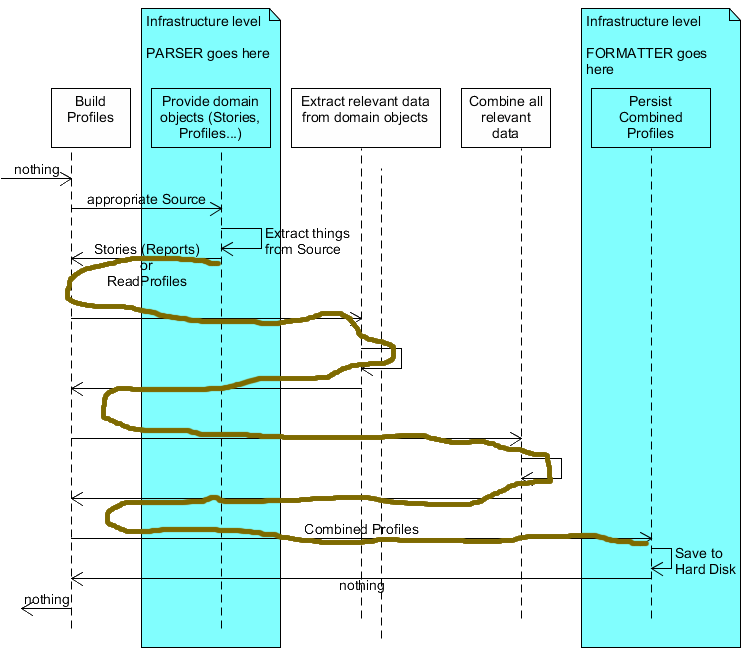 Infrastructure level
PARSER goes here
Infrastructure level
FORMATTER goes
here
Build
Profiles
Provide domain
objects (Stories,
Profiles...)
Extract relevant data
from domain objects
Combine all
relevant
data
Persist
Combined
Profiles
nothing
appropriate Source
Extract things
from Source
Stories (Reports)
or
ReadProfiles
Combined Profiles
Save to
Hard Disk
nothing
nothing